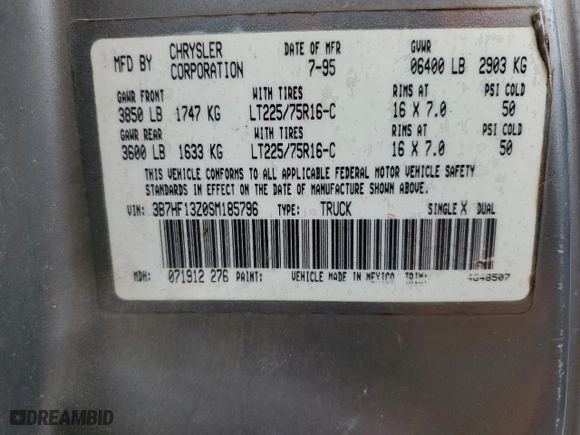 MFD BY CHRYSLER CORPORATION DATE OF MFR 7-95 GVWR 06400 LB 2903 KG
GAWR FRONT WITH TIRES RIMS AT PSI COLD
3850 LB 1747 KG LT225/75R16-C 16 X 7.0 50
GAWR REAR WITH TIRES RIMS AT PSI COLD
3600 LB 1633 KG LT225/75R16-C 16 X 7.0 50
THIS VEHICLE CONFORMS TO ALL APPLICABLE FEDERAL MOTOR VEHICLE SAFETY
STANDARDS IN EFFECT ON THE DATE OF MANUFACTURE SHOWN ABOVE.
VIN: 3B7HF13Z0SM185796 TYPE: TRUCK SINGLE X DUAL
MDH: 071912 276 PAINT: VEHICLE MADE IN MEXICO TRIM: 4648507
DREAMBID